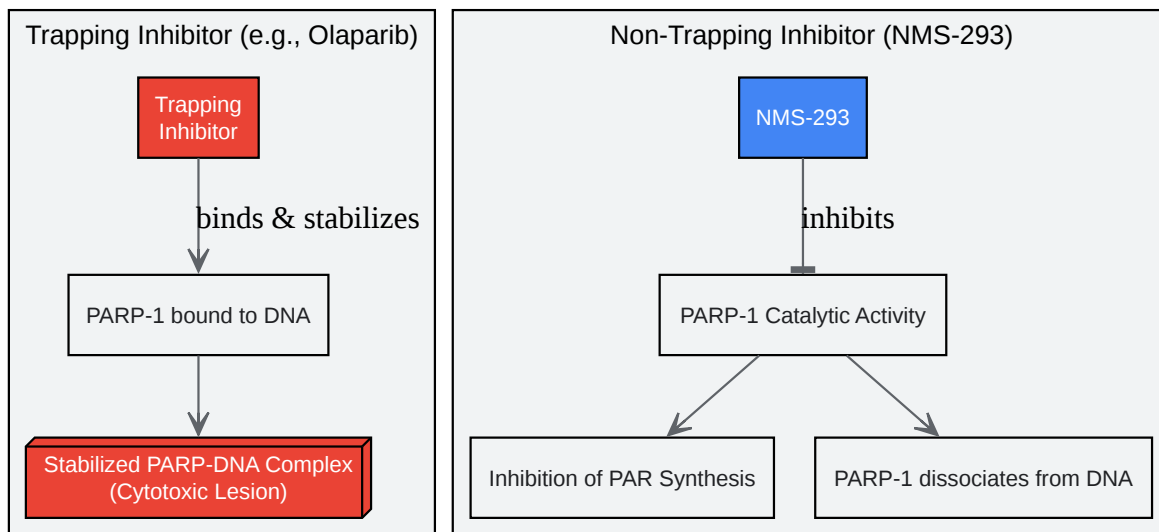 Trapping Inhibitor (e.g., Olaparib)
Trapping
Inhibitor
binds & stabilizes
PARP-1 bound to DNA
Stabilized PARP-DNA Complex
(Cytotoxic Lesion)
Non-Trapping Inhibitor (NMS-293)
NMS-293
inhibits
PARP-1 Catalytic Activity
Inhibition of PAR Synthesis
PARP-1 dissociates from DNA